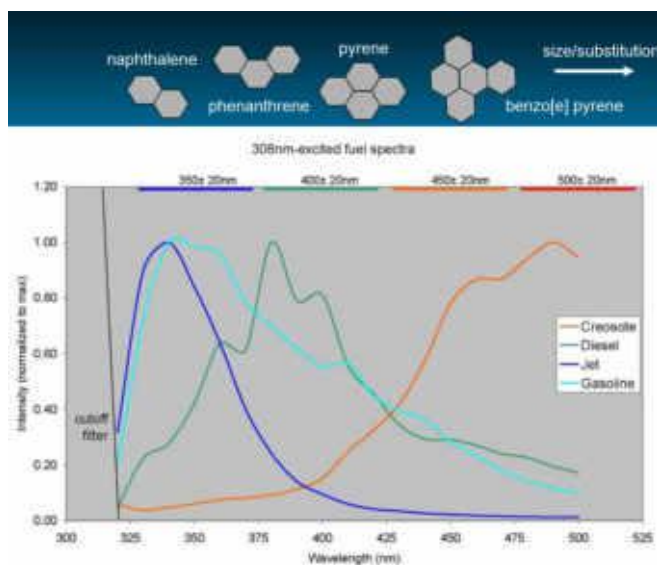 naphthalene
pyrene
size/substitution
phenanthrene
benzo[e] pyrene
308nm-excited fuel spectra
350± 20nm 400± 20nm 450± 20nm 500± 20nm
Intensity (normalized to max)
1.20
1.00
0.80
0.60
0.40
0.20
0.00
cutoff
filter
Creosote
Diesel
Jet
Gasoline
300 325 350 375 400 425 450 475 500 525
Wavelength (nm)